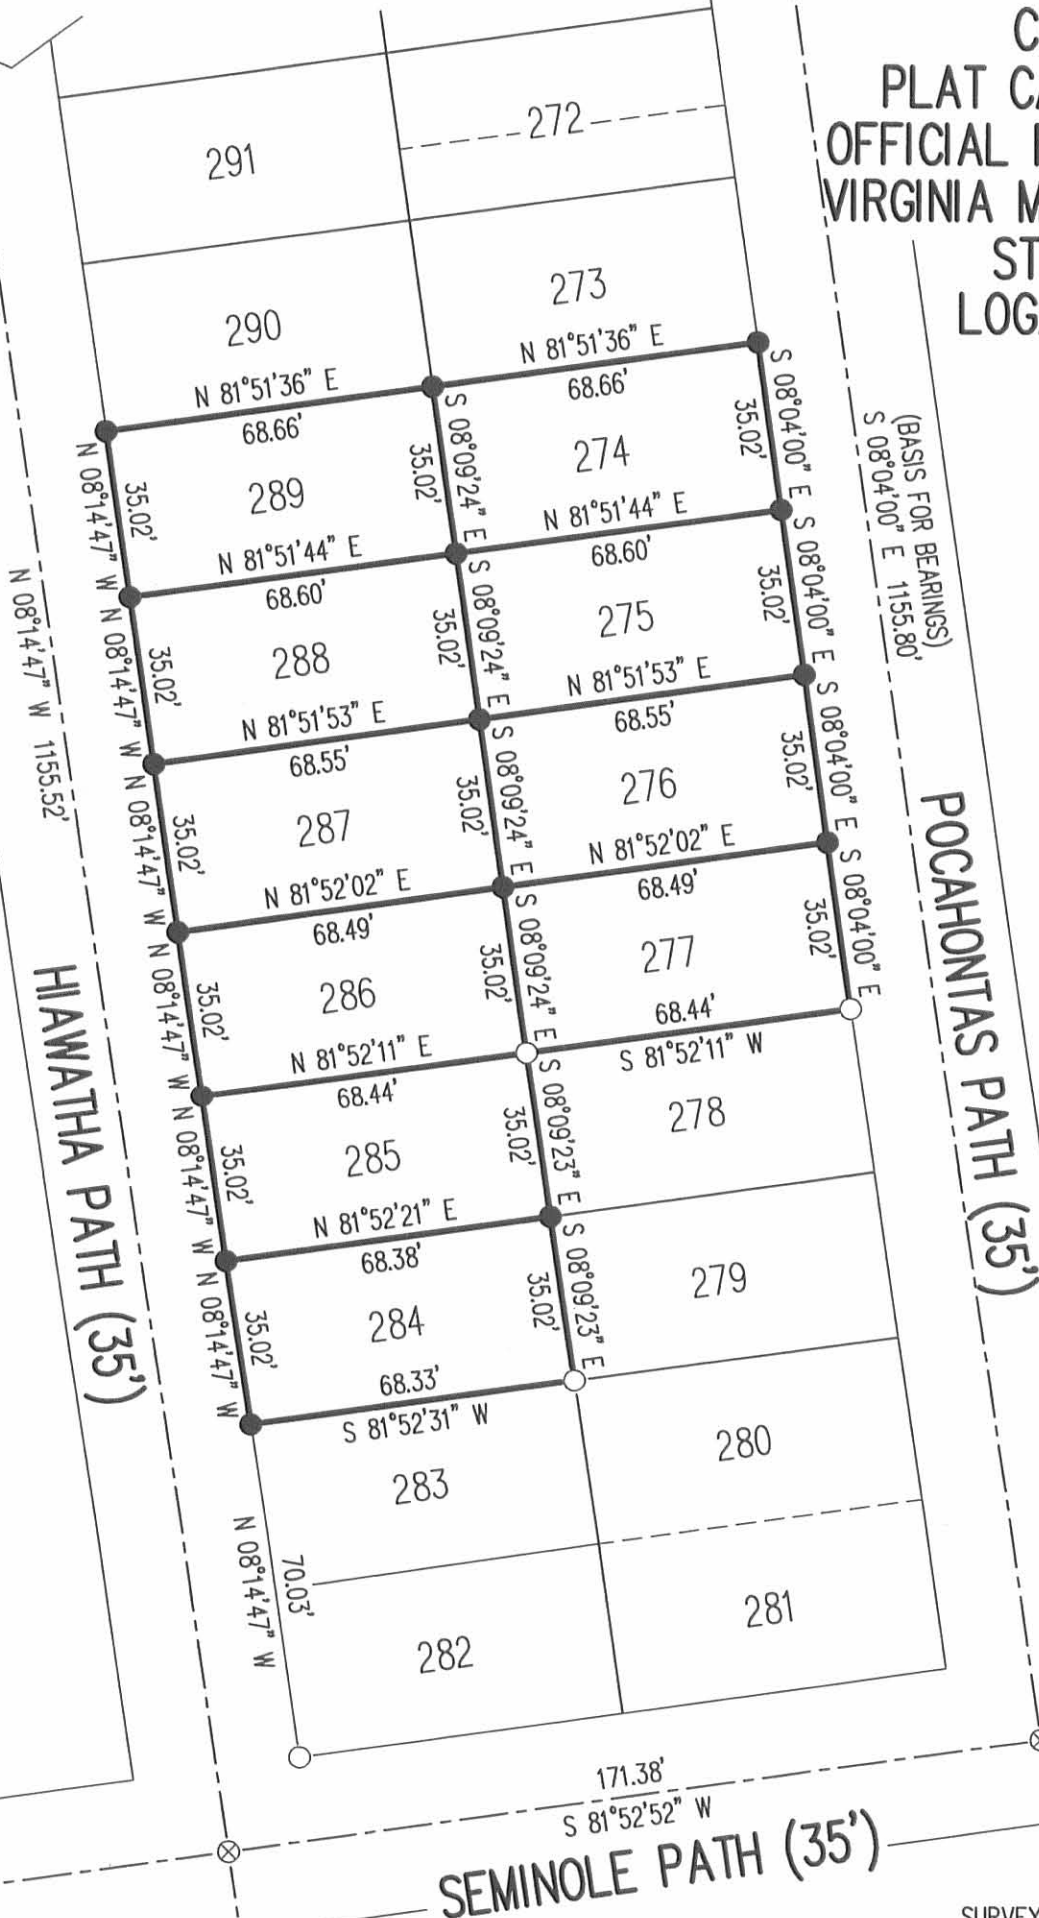 C
PLAT CA
OFFICIAL
VIRGINIA M
ST
LOG
291
272
290
273
N 81°51'36" E
68.66'
N 81°51'36" E
68.66'
N 08°14'47" W
35.02'
289
35.02'
S 08°09'24" E
274
35.02'
S 08°04'00" E
N 81°51'44" E
68.60'
N 81°51'44" E
68.60'
N 08°14'47" W
35.02'
288
35.02'
S 08°09'24" E
275
35.02'
S 08°04'00" E
N 81°51'53" E
68.55'
N 81°51'53" E
68.55'
N 08°14'47" W
35.02'
287
35.02'
S 08°09'24" E
276
35.02'
S 08°04'00" E
N 81°52'02" E
68.49'
N 81°52'02" E
68.49'
N 08°14'47" W
35.02'
286
35.02'
S 08°09'24" E
277
35.02'
S 08°04'00" E
N 81°52'11" E
68.44'
68.44'
S 81°52'11" W
N 08°14'47" W
35.02'
285
35.02'
S 08°09'23" E
278
N 81°52'21" E
68.38'
N 08°14'47" W
35.02'
284
35.02'
S 08°09'23" E
279
68.33'
S 81°52'31" W
283
280
N 08°14'47" W
70.03'
282
281
N 08°14'47" W 1155.52'
HIAWATHA PATH (35')
(BASIS FOR BEARINGS)
S 08°04'00" E 1155.80'
POCAHONTAS PATH (35')
171.38'
S 81°52'52" W
SEMINOLE PATH (35')
SURVEY